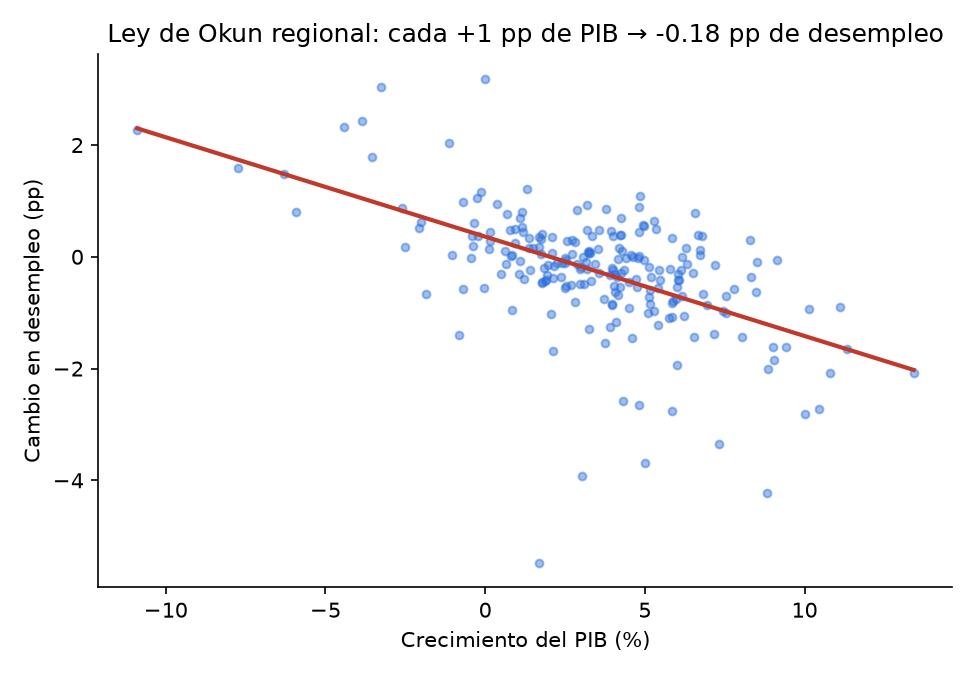 Ley de Okun regional: cada +1 pp de PIB → -0.18 pp de desempleo
Cambio en desempleo (pp)
2
0
−2
−4
−10 −5 0 5 10
Crecimiento del PIB (%)